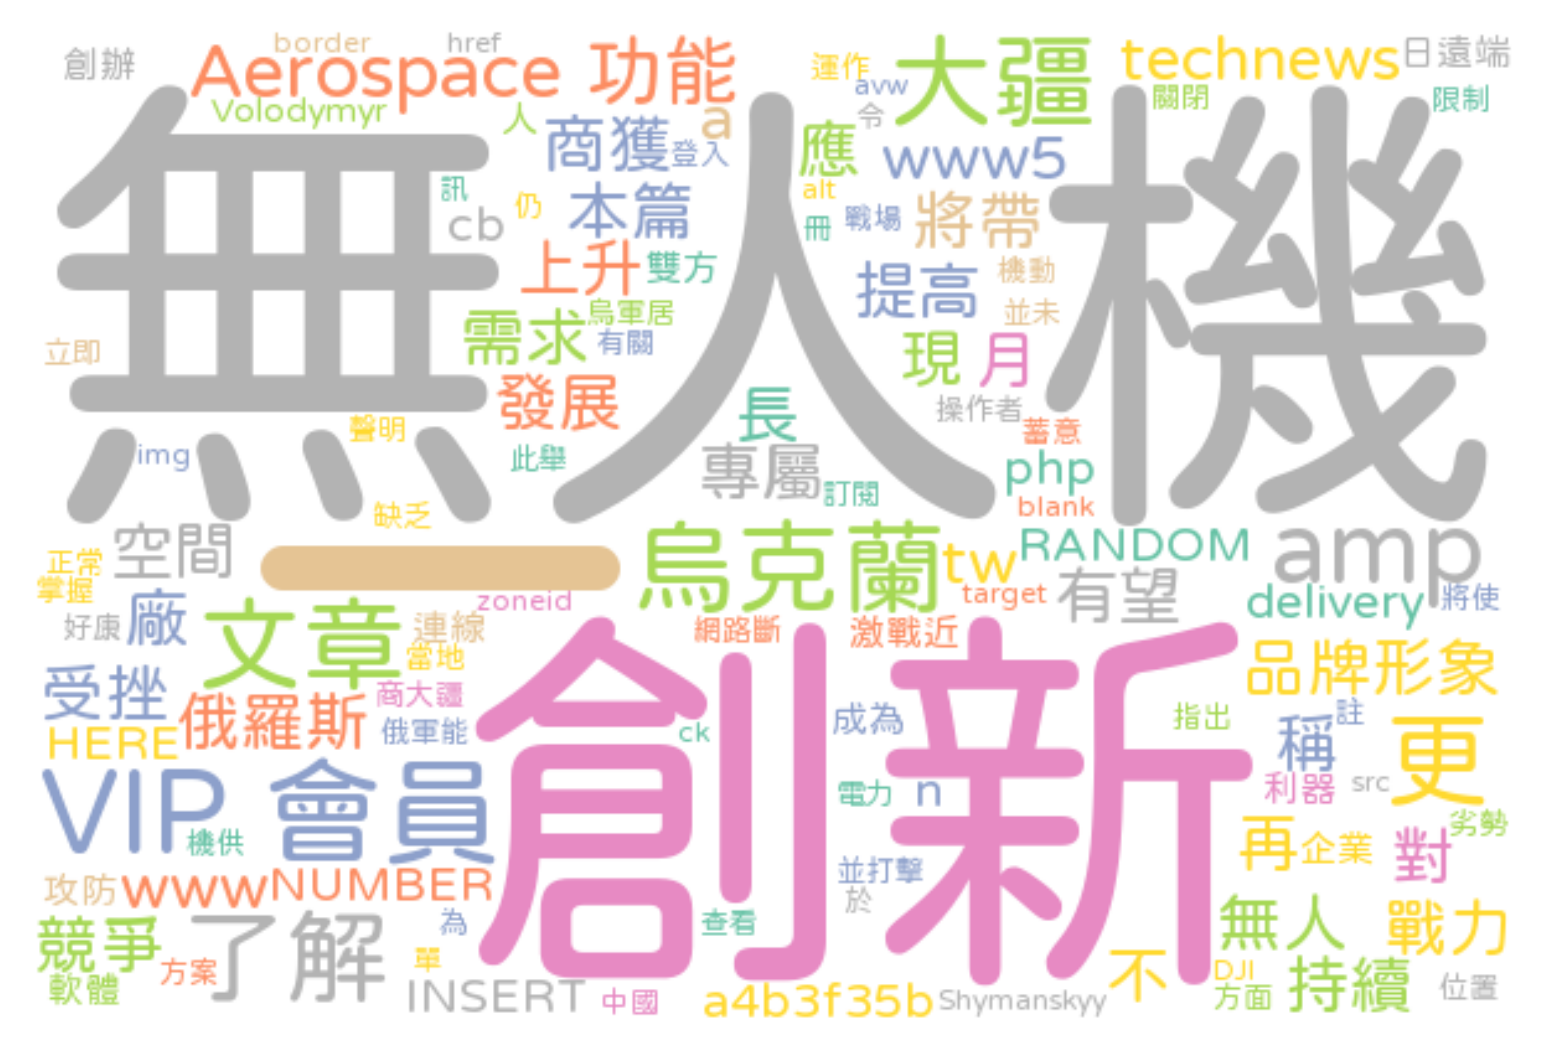 創辦
border
href
Aerospace
功能
運作
大疆
technews
日遠端
avw
關閉
限制
Volodymyr
人
a
令
商獲
登入
應
www5
訊
仍
本篇
alt
cb
冊
戰場
將帶
上升
雙方
提高
機動
無人機
烏軍居
並未
需求
有關
現
月
立即
發展
長
操作者
聲明
蓄意
img
此舉
專屬
php
訂閱
blank
缺乏
空間
一
烏克蘭
tw
RANDOM
amp
正常
掌握
zoneid
target
有望
delivery
將使
好康
廠
文章
連線
網路斷
激戰近
當地
品牌形象
受挫
商大疆
俄羅斯
俄軍能
ck
成為
指出
註
HERE
稱
更
創新
VIP
會員
電力
n
利器
src
機供
再
企業
對
劣勢
攻防
www
NUMBER
並打擊
於
競爭
了解
為
查看
無人
戰力
方案
單
不
DJI
軟體
INSERT
中國
a4b3f35b
Shymanskyy
方面
持續
位置